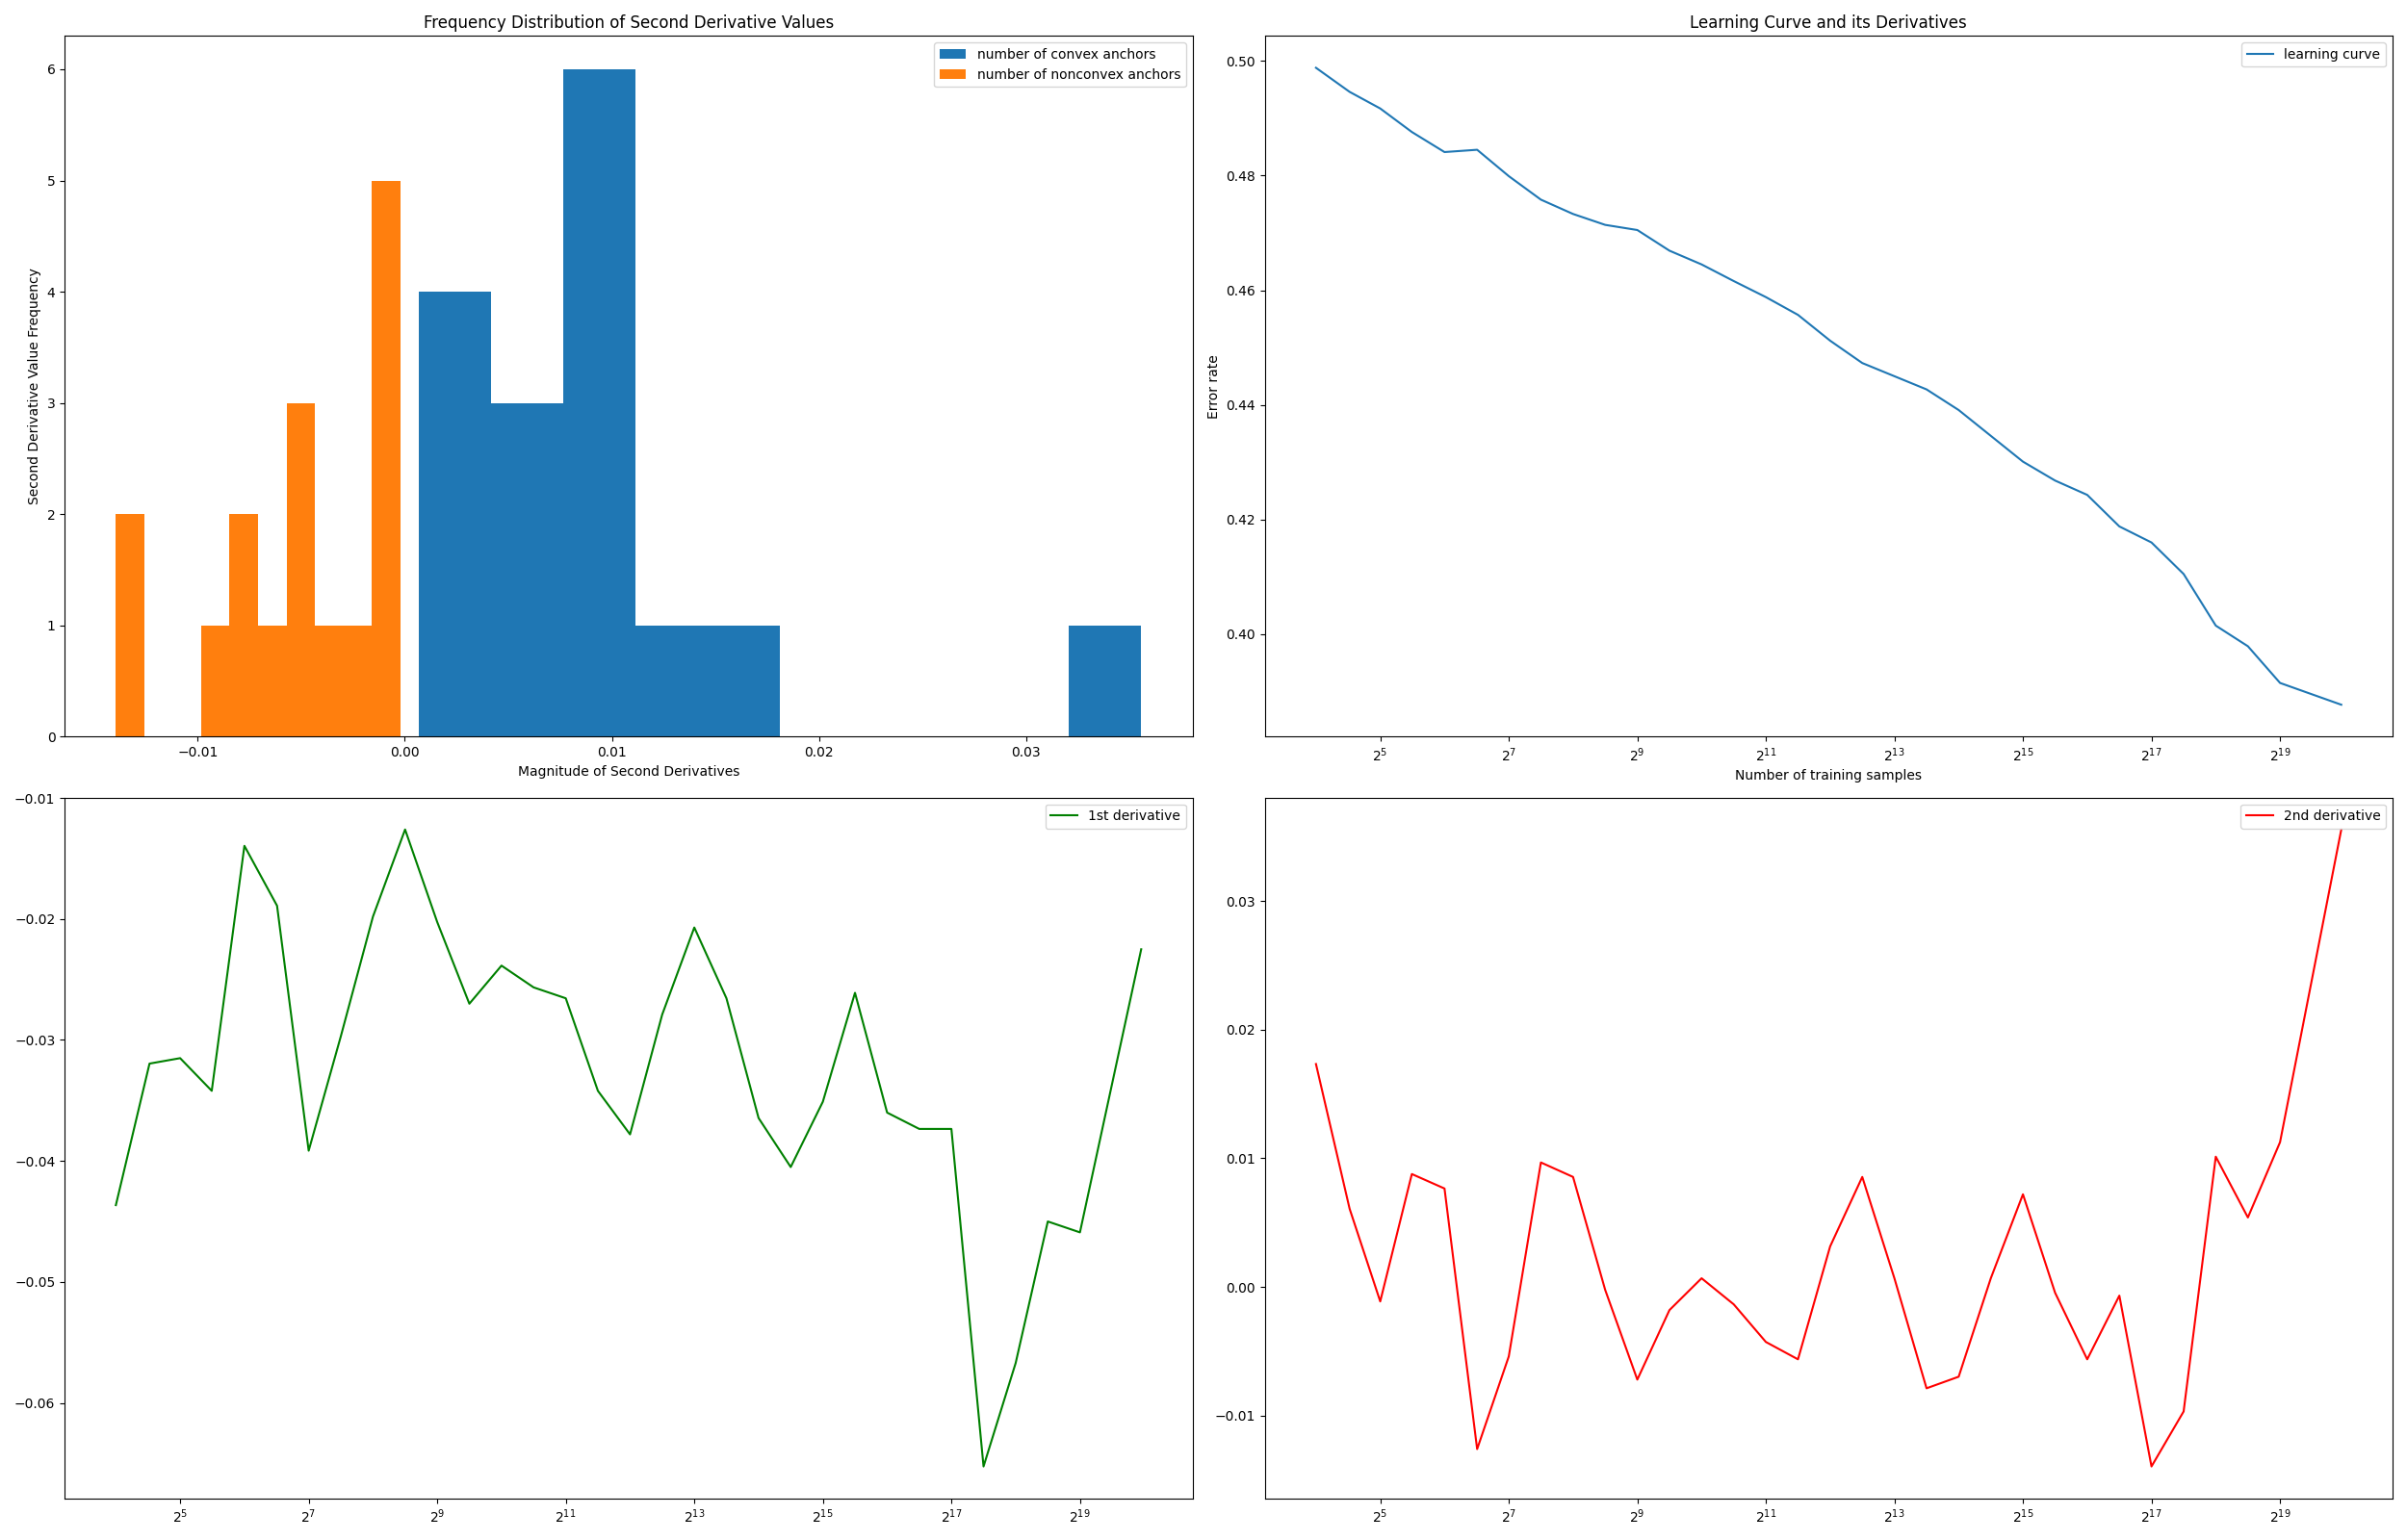 Frequency Distribution of Second Derivative Values
number of convex anchors
number of nonconvex anchors
Second Derivative Value Frequency
6
5
4
3
2
1
0
−0.01 0.00 0.01 0.02 0.03
Magnitude of Second Derivatives
Learning Curve and its Derivatives
learning curve
Error rate
0.50
0.48
0.46
0.44
0.42
0.40
2^5 2^7 2^9 2^11 2^13 2^15 2^17 2^19
Number of training samples
1st derivative
−0.01
−0.02
−0.03
−0.04
−0.05
−0.06
2^5 2^7 2^9 2^11 2^13 2^15 2^17 2^19
2nd derivative
0.03
0.02
0.01
0.00
−0.01
2^5 2^7 2^9 2^11 2^13 2^15 2^17 2^19